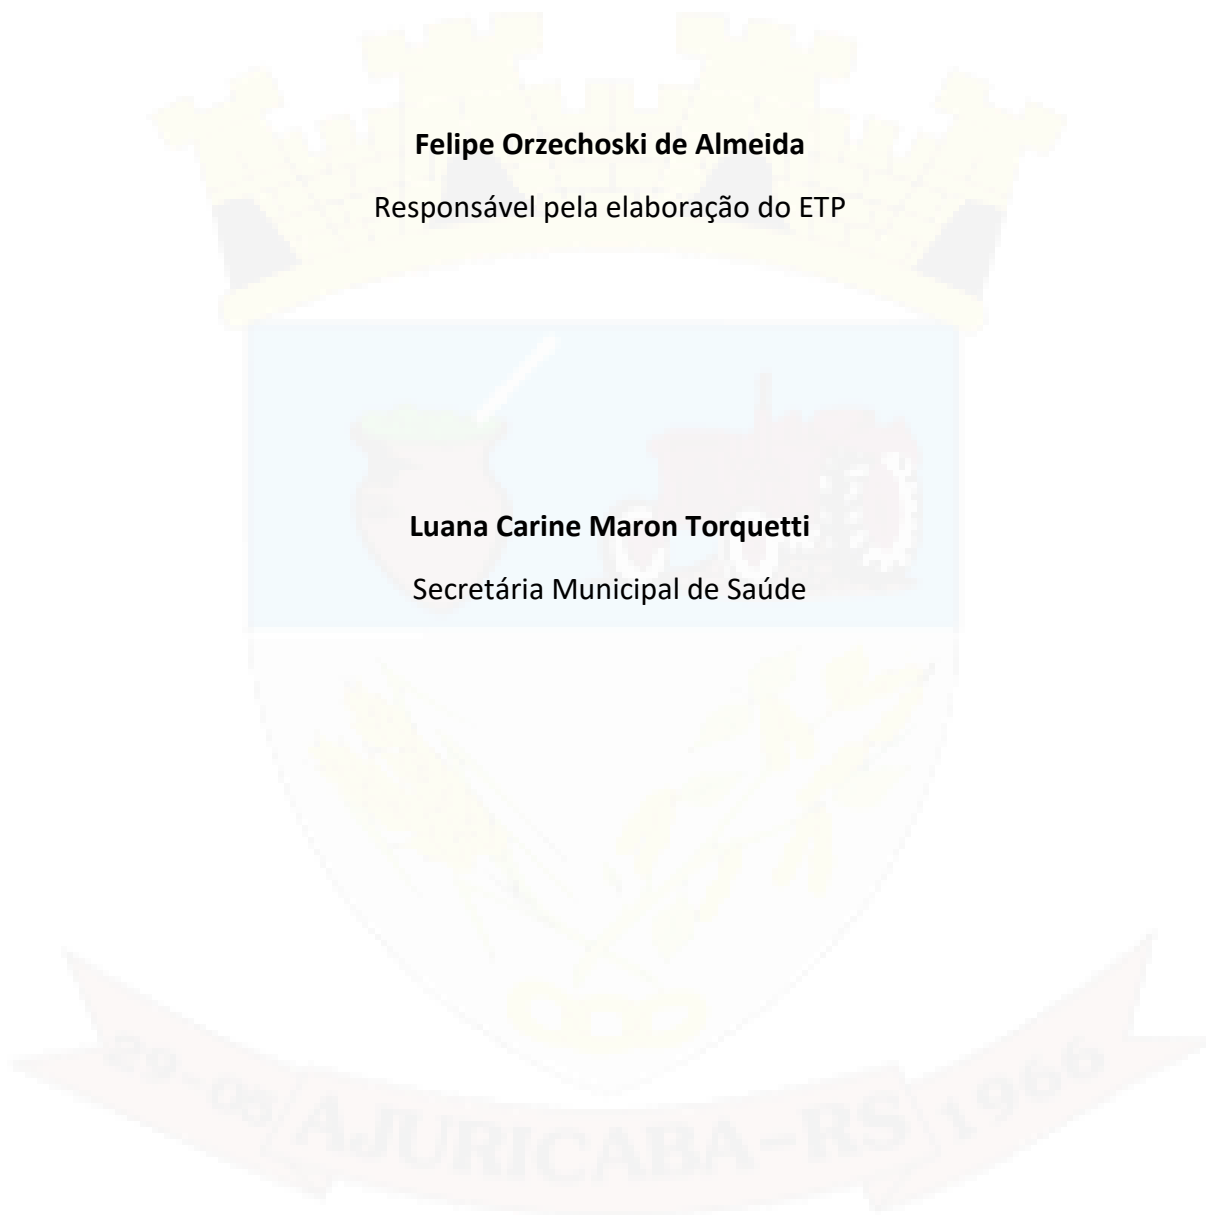 Felipe Orzechoski de Almeida
Responsável pela elaboração do ETP
Luana Carine Maron Torquetti
Secretária Municipal de Saúde
29-05 AJURICABA-RS 1966